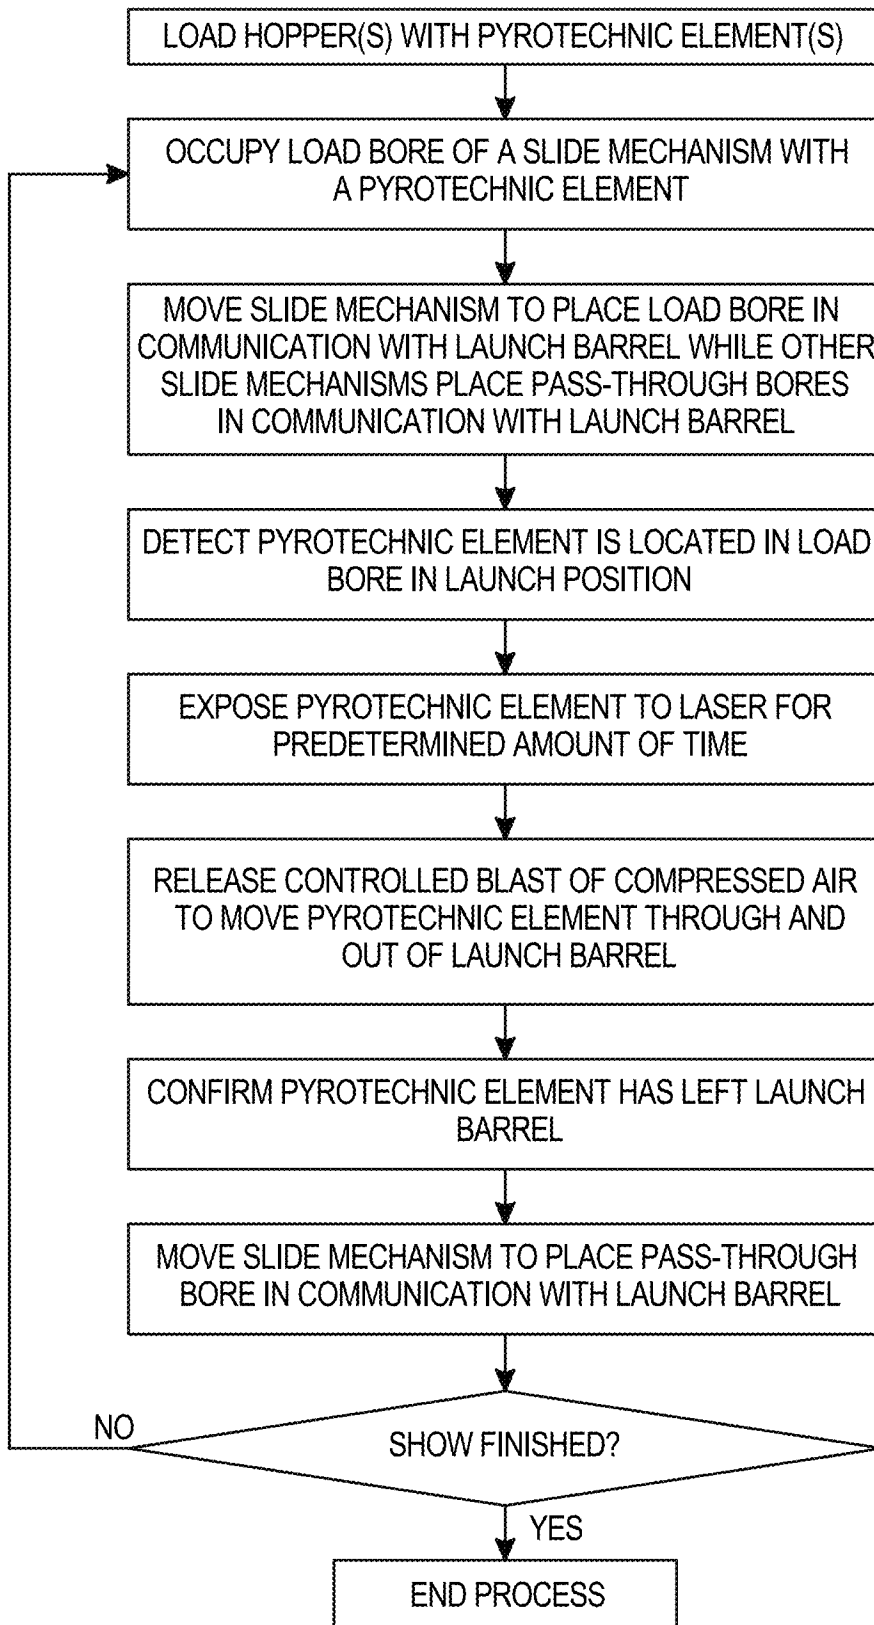 LOAD HOPPER(S) WITH PYROTECHNIC ELEMENT(S)
OCCUPY LOAD BORE OF A SLIDE MECHANISM WITH
A PYROTECHNIC ELEMENT
MOVE SLIDE MECHANISM TO PLACE LOAD BORE IN
COMMUNICATION WITH LAUNCH BARREL WHILE OTHER
SLIDE MECHANISMS PLACE PASS-THROUGH BORES
IN COMMUNICATION WITH LAUNCH BARREL
DETECT PYROTECHNIC ELEMENT IS LOCATED IN LOAD
BORE IN LAUNCH POSITION
EXPOSE PYROTECHNIC ELEMENT TO LASER FOR
PREDETERMINED AMOUNT OF TIME
RELEASE CONTROLLED BLAST OF COMPRESSED AIR
TO MOVE PYROTECHNIC ELEMENT THROUGH AND
OUT OF LAUNCH BARREL
CONFIRM PYROTECHNIC ELEMENT HAS LEFT LAUNCH
BARREL
MOVE SLIDE MECHANISM TO PLACE PASS-THROUGH
BORE IN COMMUNICATION WITH LAUNCH BARREL
NO
SHOW FINISHED?
YES
END PROCESS